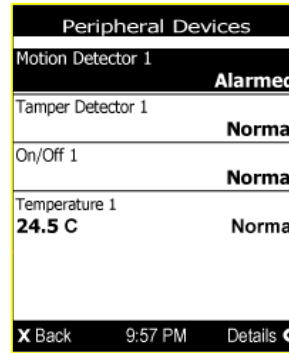 Peripheral Devices
Motion Detector 1
Alarmed
Tamper Detector 1
Norma
On/Off 1
Norma
Temperature 1
24.5 C Norma
X Back 9:57 PM Details